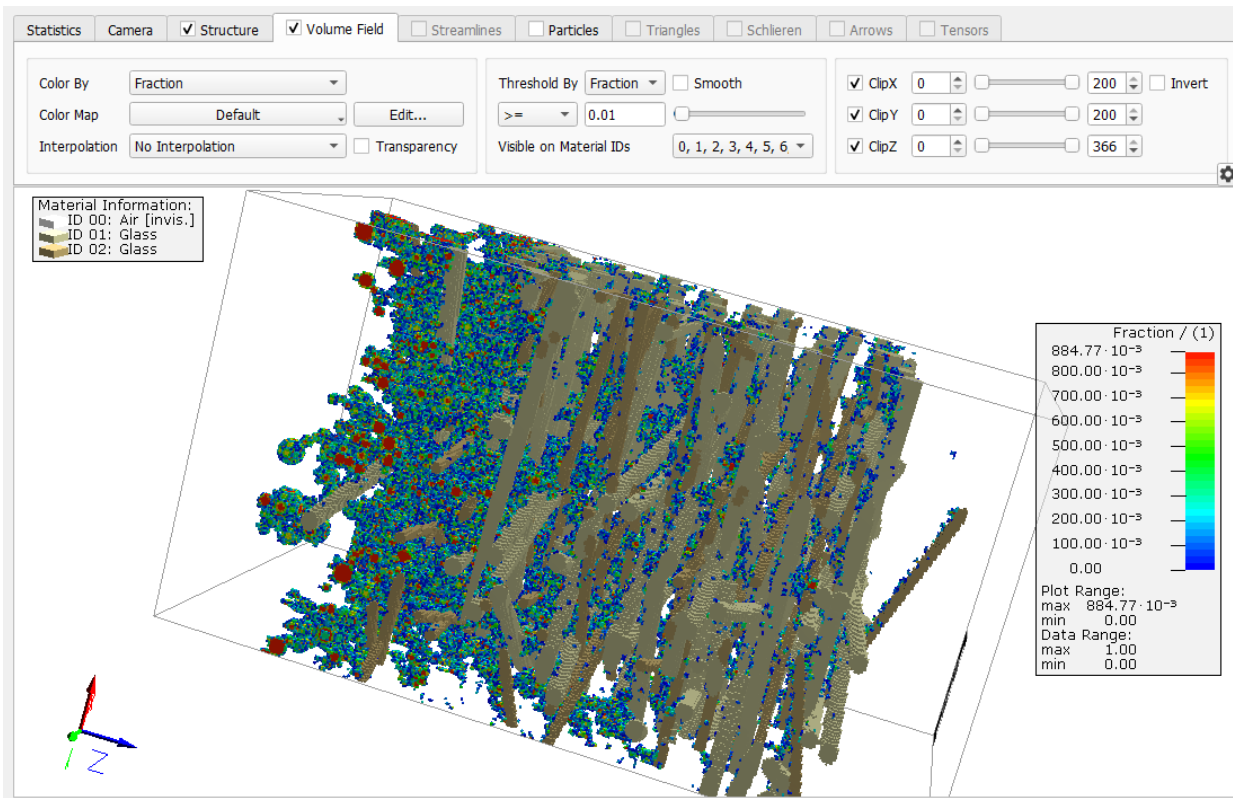 Statistics Camera Structure Volume Field Streamlines Particles Triangles Schlieren Arrows Tensors
Color By Fraction
Color Map Default Edit...
Interpolation No Interpolation Transparency
Threshold By Fraction Smooth
>= 0.01
Visible on Material IDs 0, 1, 2, 3, 4, 5, 6,
ClipX 0 200 Invert
ClipY 0 200
ClipZ 0 366
Material Information:
ID 00: Air [invis.]
ID 01: Glass
ID 02: Glass
Fraction / (1)
884.77·10⁻³
800.00·10⁻³
700.00·10⁻³
600.00·10⁻³
500.00·10⁻³
400.00·10⁻³
300.00·10⁻³
200.00·10⁻³
100.00·10⁻³
0.00
Plot Range:
max 884.77·10⁻³
min 0.00
Data Range:
max 1.00
min 0.00
Z